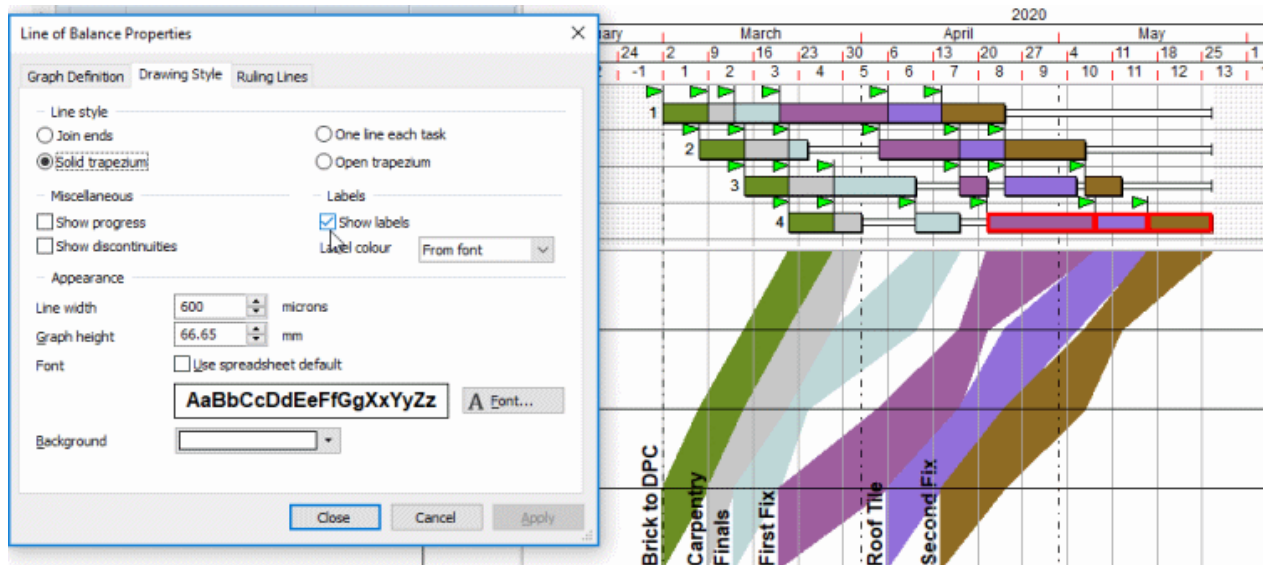 Line of Balance Properties
Graph Definition Drawing Style Ruling Lines
Line style
Join ends One line each task
Solid trapezium Open trapezium
Miscellaneous Labels
Show progress Show labels
Show discontinuities colour From font
Appearance
Line width 600 microns
Graph height 66.65 mm
Font Use spreadsheet default
AaBbCcDdEeFfGgXxYyZz A Font...
Background
Close Cancel Apply
2020
March April May
24 2 9 16 23 30 6 13 20 27 4 11 18 25 1
-1 1 2 3 4 5 6 7 8 9 10 11 12 13
1
2
3
4
Brick to DPC
Carpentry
Finals
First Fix
Roof Tile
Second Fix